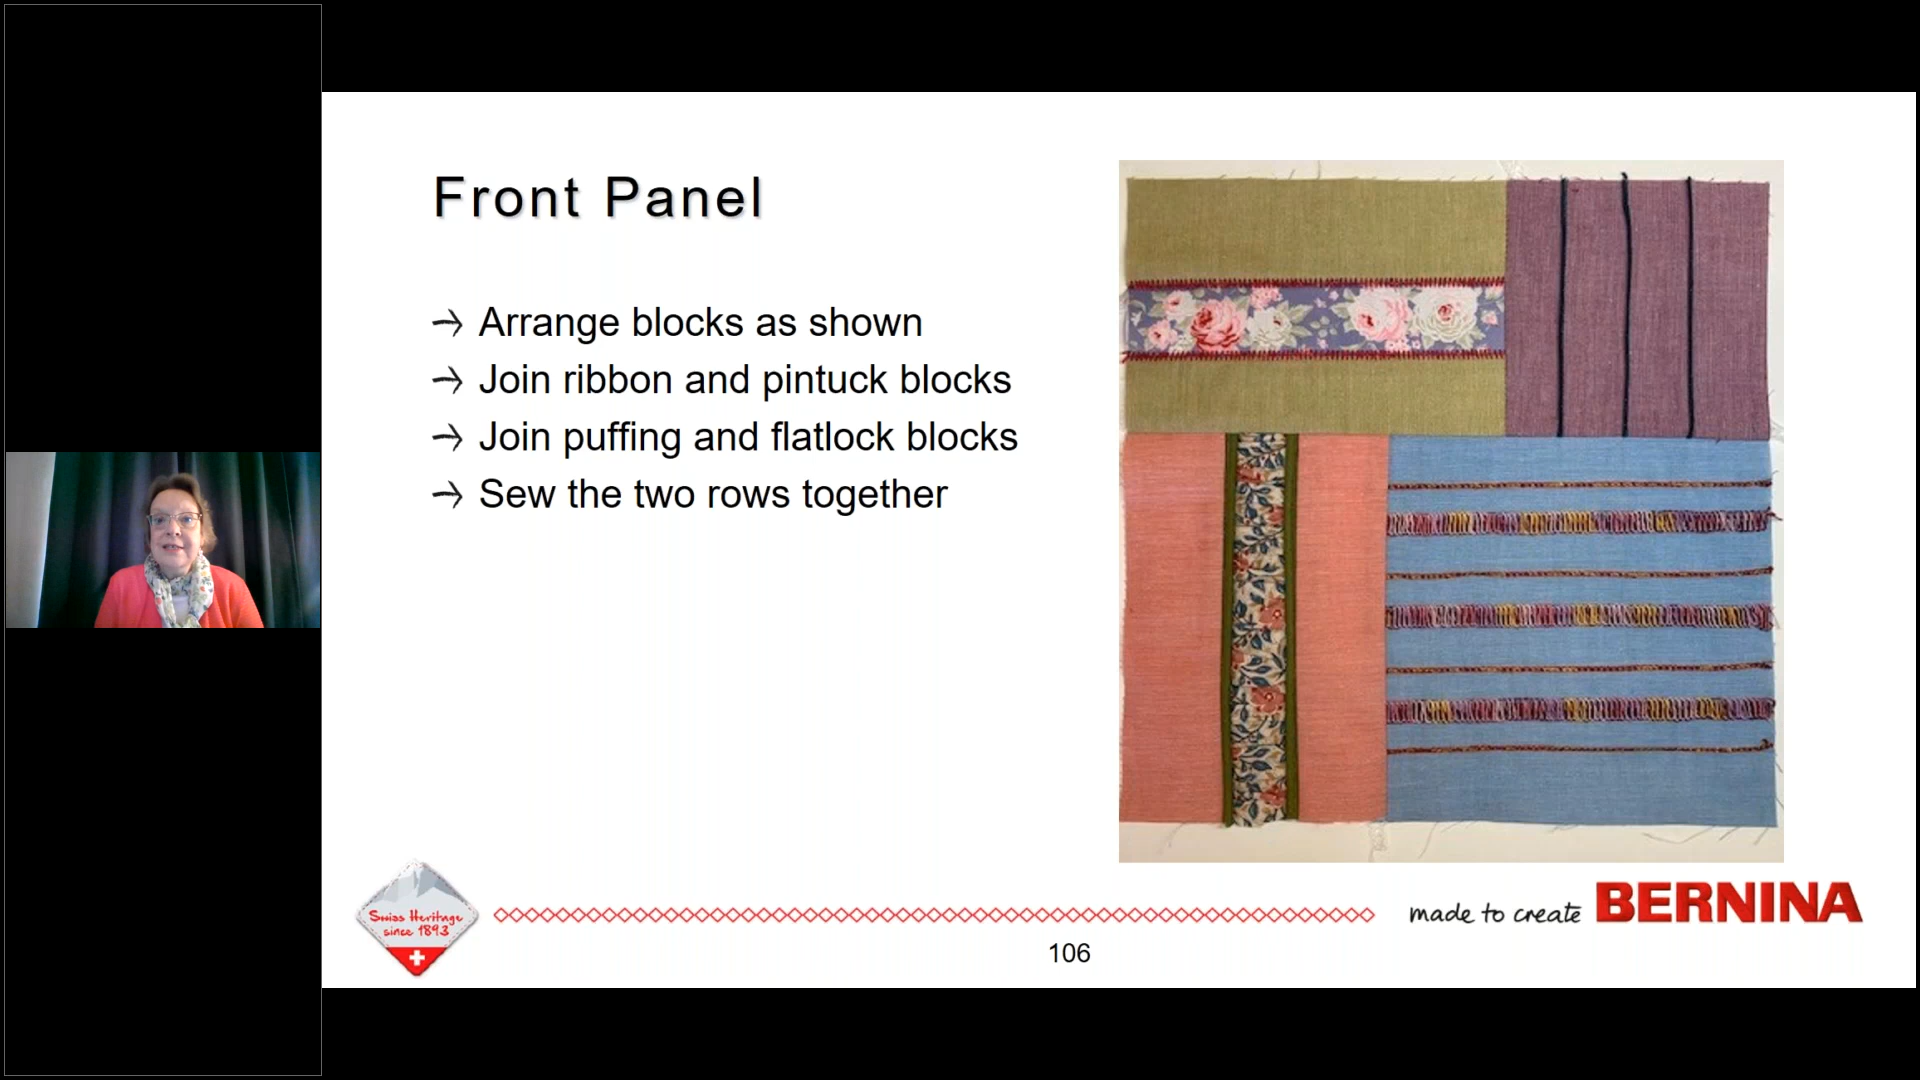 Front Panel
Arrange blocks as shown
Join ribbon and pintuck blocks
Join puffing and flatlock blocks
Sew the two rows together
Swiss Heritage
since 1893
made to create BERNINA
106